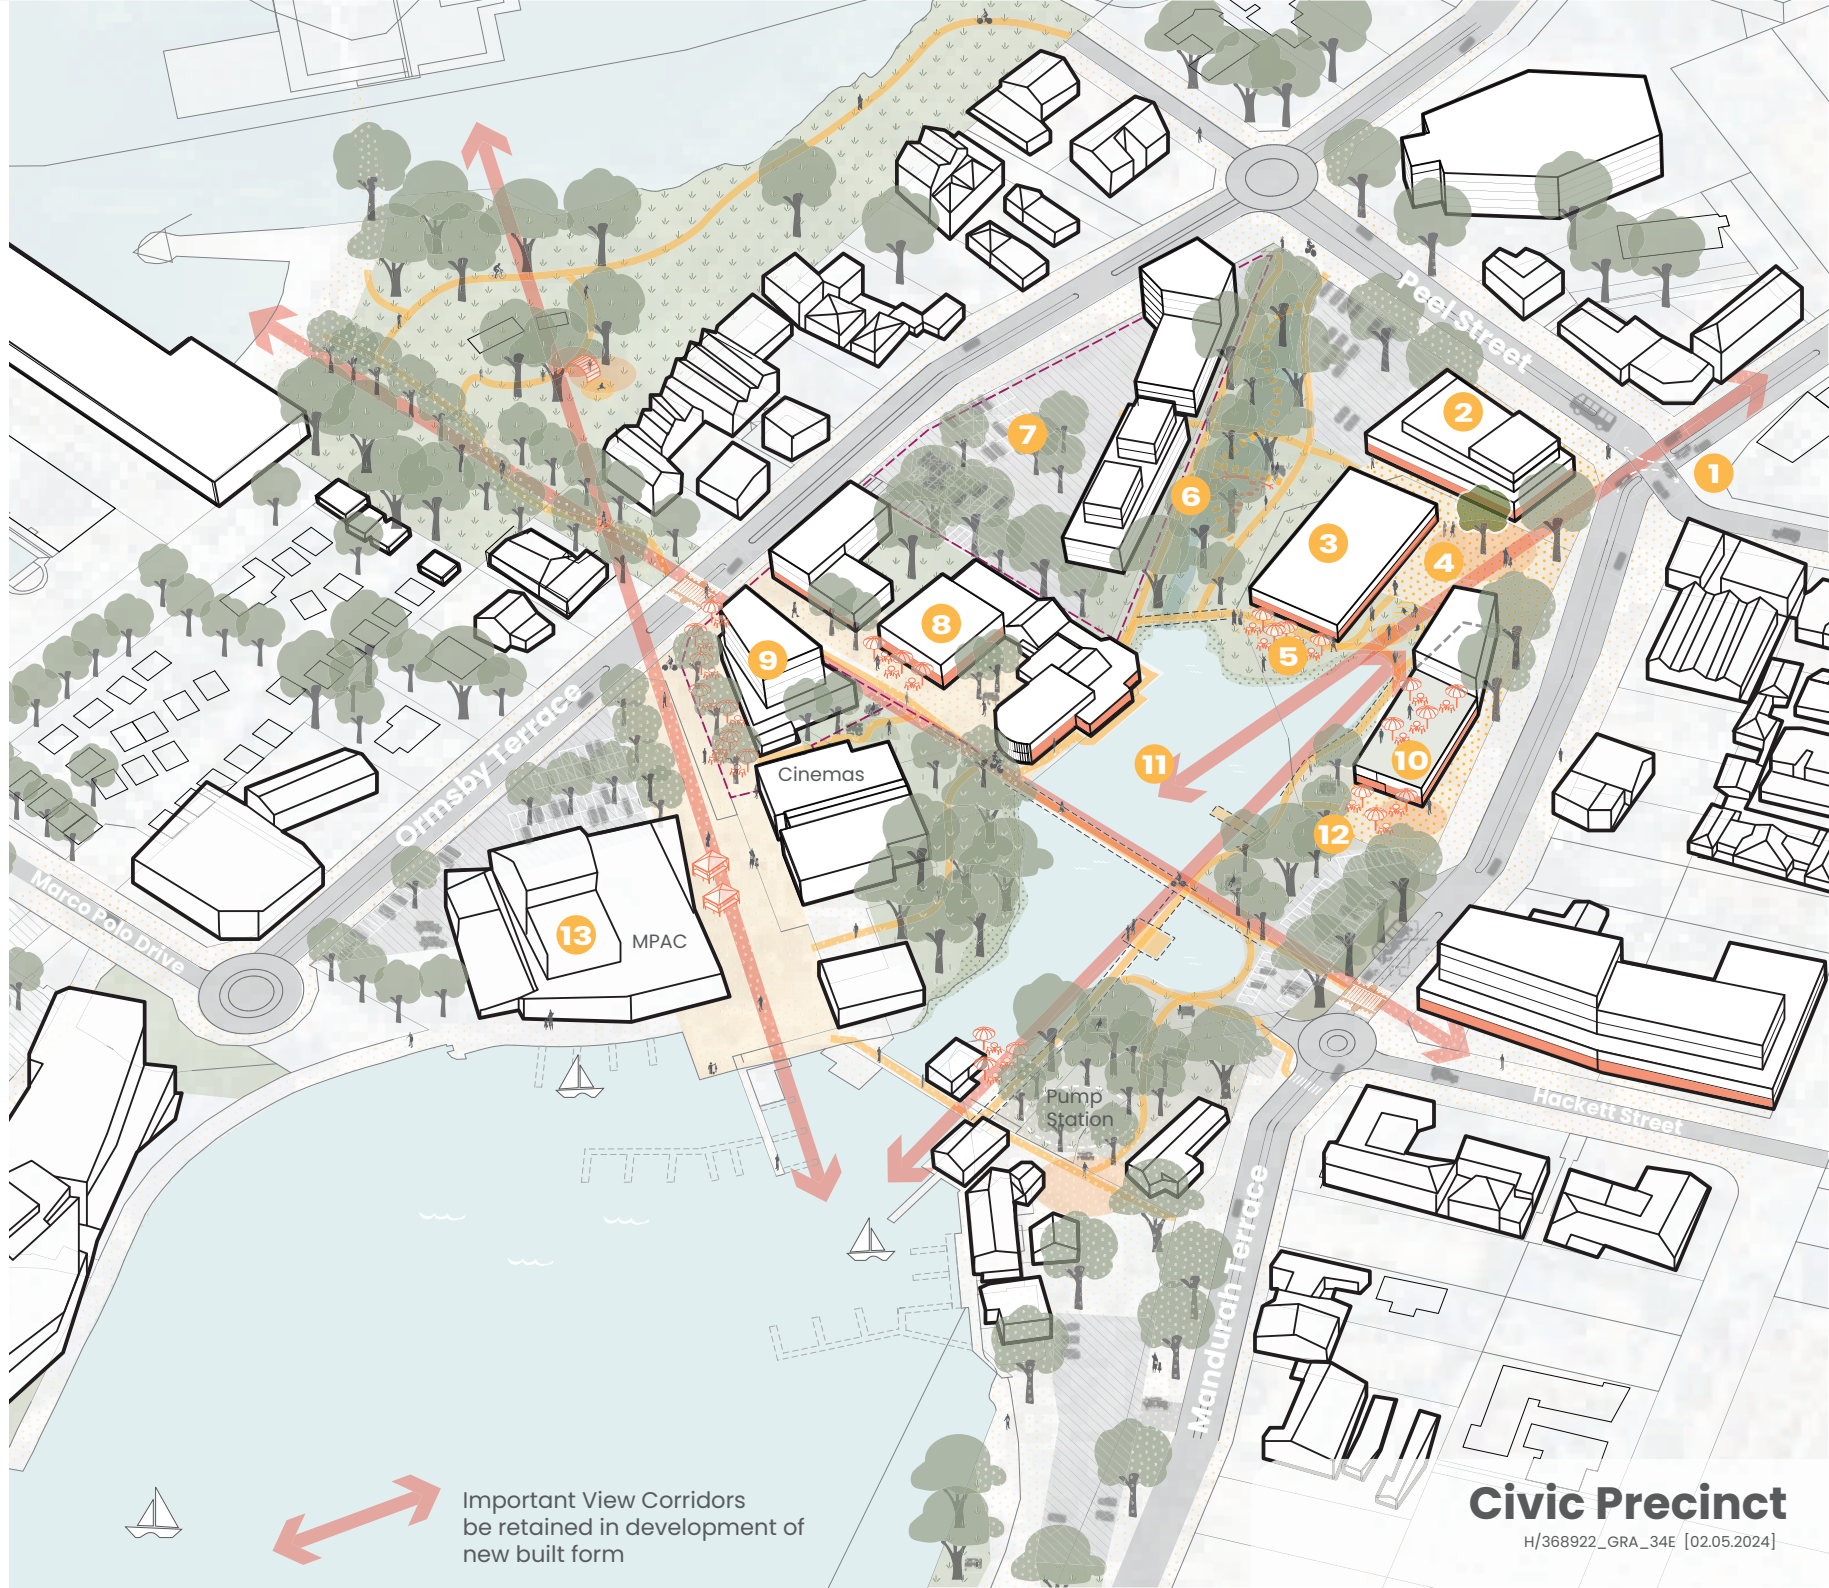 Peel Street
2
1
7
6
3
4
8
9
5
10
11
12
Cinemas
Ormsby Terrace
Marco Polo Drive
13
MPAC
Pump
Station
Hackett Street
Mandurah Terrace
Important View Corridors
be retained in development of
new built form
Civic Precinct
H/368922_GRA_34E [02.05.2024]